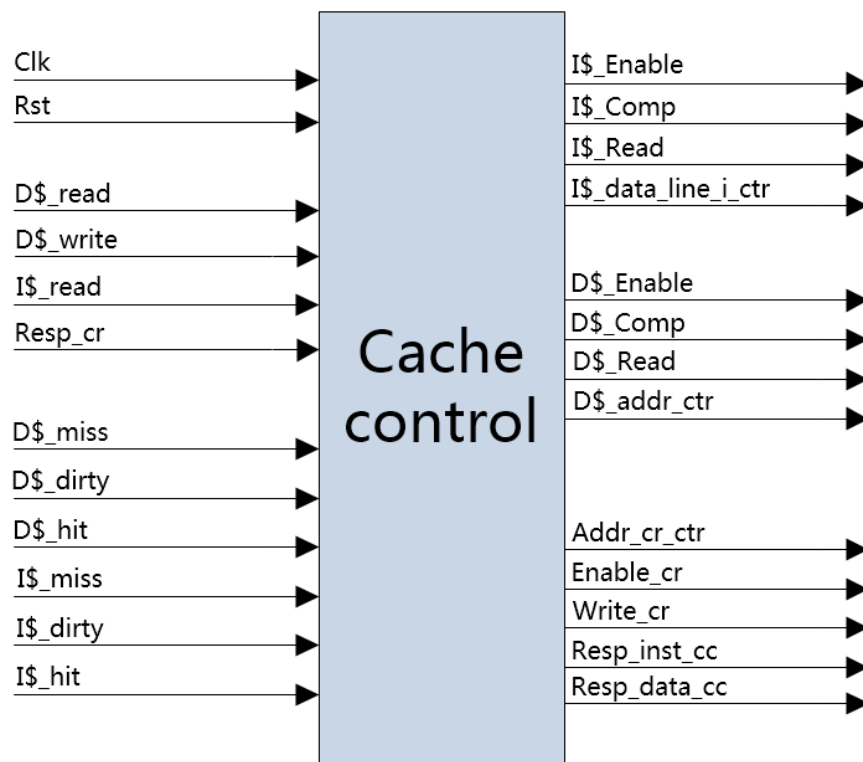 Clk
Rst
D$_read
D$_write
I$_read
Resp_cr
D$_miss
D$_dirty
D$_hit
I$_miss
I$_dirty
I$_hit
Cache
control
I$_Enable
I$_Comp
I$_Read
I$_data_line_i_ctr
D$_Enable
D$_Comp
D$_Read
D$_addr_ctr
Addr_cr_ctr
Enable_cr
Write_cr
Resp_inst_cc
Resp_data_cc